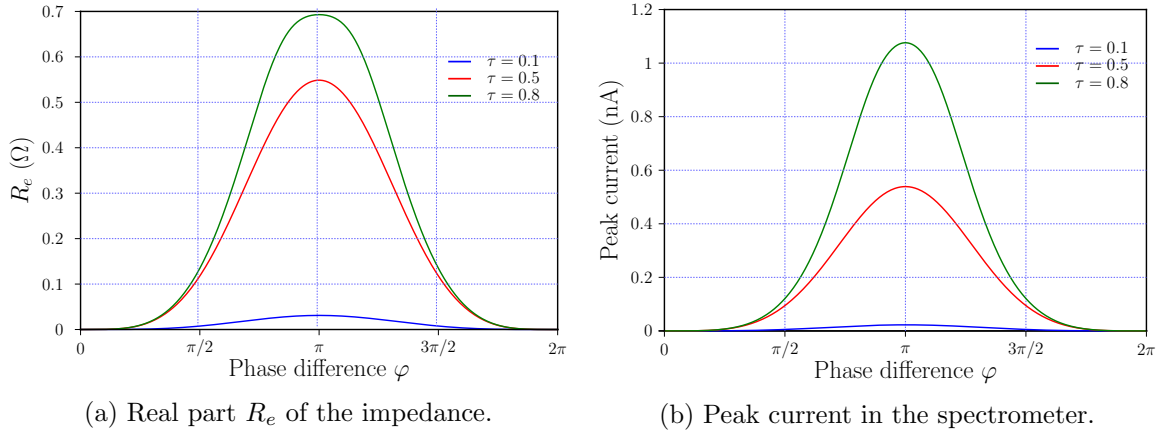 0.7
0.6
0.5
0.4
0.3
0.2
0.1
0
R_e (Ω)
τ = 0.1
τ = 0.5
τ = 0.8
0 π/2 π 3π/2 2π
Phase difference φ
(a) Real part R_e of the impedance.
1.2
1
0.8
0.6
0.4
0.2
0
Peak current (nA)
τ = 0.1
τ = 0.5
τ = 0.8
0 π/2 π 3π/2 2π
Phase difference φ
(b) Peak current in the spectrometer.